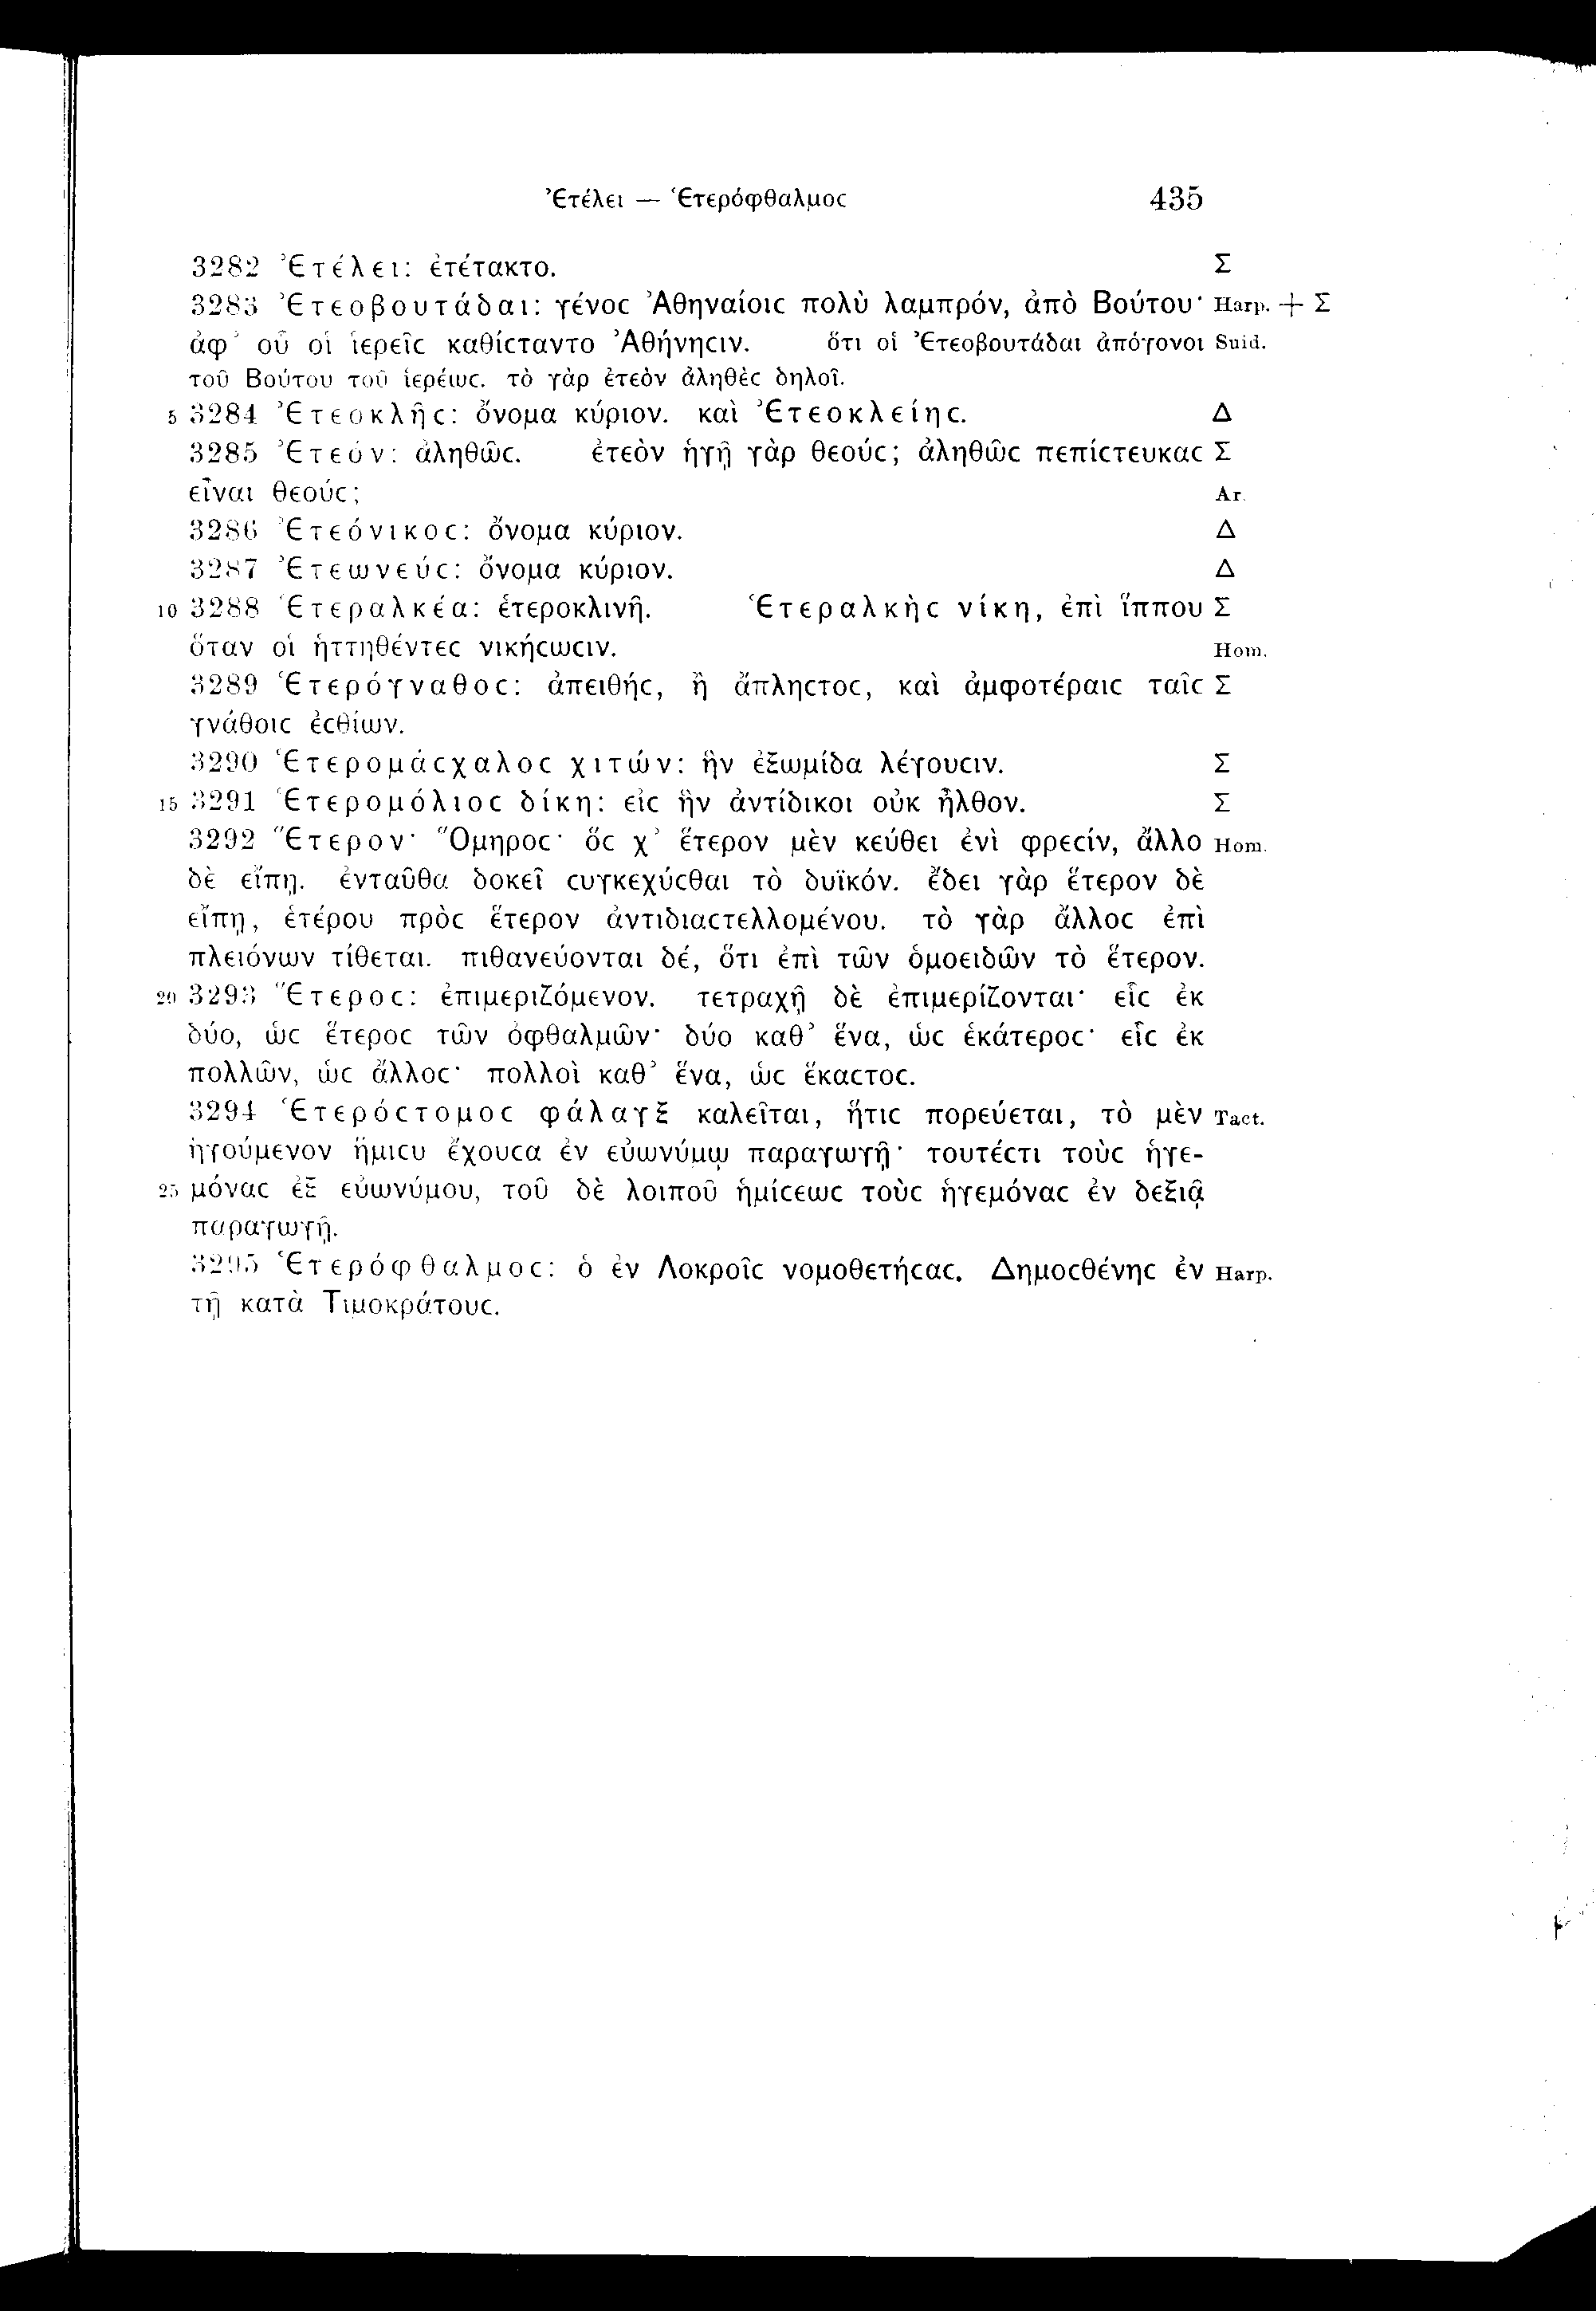 Ἐτέλει — Ἑτερόφθαλμοϲ 435
3282 Ἐτέλει: ἐτέτακτο. Σ
3283 Ἐτεοβουτάδαι: γένοϲ Ἀθηναίοιϲ πολὺ λαμπρόν, ἀπὸ Βούτου· Harp. + Σ
ἀφ᾽ οὗ οἱ ἱερεῖϲ καθίϲταντο Ἀθήνηϲιν. ὅτι οἱ Ἐτεοβουτάδαι ἀπόγονοι Suid.
τοῦ Βούτου τοῦ ἱερέωϲ. τὸ γὰρ ἐτεὸν ἀληθὲϲ δηλοῖ.
5 3284 Ἐτεοκλῆϲ: ὄνομα κύριον. καὶ Ἐτεοκλείηϲ. Δ
3285 Ἐτεόν: ἀληθῶϲ. ἐτεὸν ἡγῇ γὰρ θεούϲ; ἀληθῶϲ πεπίϲτευκαϲ Σ
εἶναι θεούϲ; Ar.
3286 Ἐτεόνικοϲ: ὄνομα κύριον. Δ
3287 Ἐτεωνεύϲ: ὄνομα κύριον. Δ
10 3288 Ἑτεραλκέα: ἑτεροκλινῆ. Ἑτεραλκὴϲ νίκη, ἐπὶ ἵππου Σ
ὅταν οἱ ἡττηθέντεϲ νικήϲωϲιν. Hom.
3289 Ἑτερόγναθοϲ: ἀπειθήϲ, ἢ ἄπληϲτοϲ, καὶ ἀμφοτέραιϲ ταῖϲ Σ
γνάθοιϲ ἐϲθίων.
3290 Ἑτερομάϲχαλοϲ χιτών: ἣν ἐξωμίδα λέγουϲιν. Σ
15 3291 Ἑτερομόλιοϲ δίκη: εἰϲ ἣν ἀντίδικοι οὐκ ἦλθον. Σ
3292 Ἕτερον· Ὅμηροϲ· ὅϲ χ᾽ ἕτερον μὲν κεύθει ἐνὶ φρεϲίν, ἄλλο Hom.
δὲ εἴπῃ. ἐνταῦθα δοκεῖ ϲυγκεχύϲθαι τὸ δυϊκόν. ἔδει γὰρ ἕτερον δὲ
εἴπῃ, ἑτέρου πρὸϲ ἕτερον ἀντιδιαϲτελλομένου. τὸ γὰρ ἄλλοϲ ἐπὶ
πλειόνων τίθεται. πιθανεύονται δέ, ὅτι ἐπὶ τῶν ὁμοειδῶν τὸ ἕτερον.
20 3293 Ἕτεροϲ: ἐπιμεριζόμενον. τετραχῇ δὲ ἐπιμερίζονται· εἷϲ ἐκ
δύο, ὡϲ ἕτεροϲ τῶν ὀφθαλμῶν· δύο καθ᾽ ἕνα, ὡϲ ἑκάτεροϲ· εἷϲ ἐκ
πολλῶν, ὡϲ ἄλλοϲ· πολλοὶ καθ᾽ ἕνα, ὡϲ ἕκαϲτοϲ.
3294 Ἑτερόϲτομοϲ φάλαγξ καλεῖται, ἥτιϲ πορεύεται, τὸ μὲν Tact.
ἡγούμενον ἥμιϲυ ἔχουϲα ἐν εὐωνύμῳ παραγωγῇ· τουτέϲτι τοὺϲ ἡγε-
25 μόναϲ ἐξ εὐωνύμου, τοῦ δὲ λοιποῦ ἡμίϲεωϲ τοὺϲ ἡγεμόναϲ ἐν δεξιᾷ
παραγωγῇ.
3295 Ἑτερόφθαλμοϲ: ὁ ἐν Λοκροῖϲ νομοθετήϲαϲ. Δημοϲθένηϲ ἐν Harp.
τῇ κατὰ Τιμοκράτουϲ.